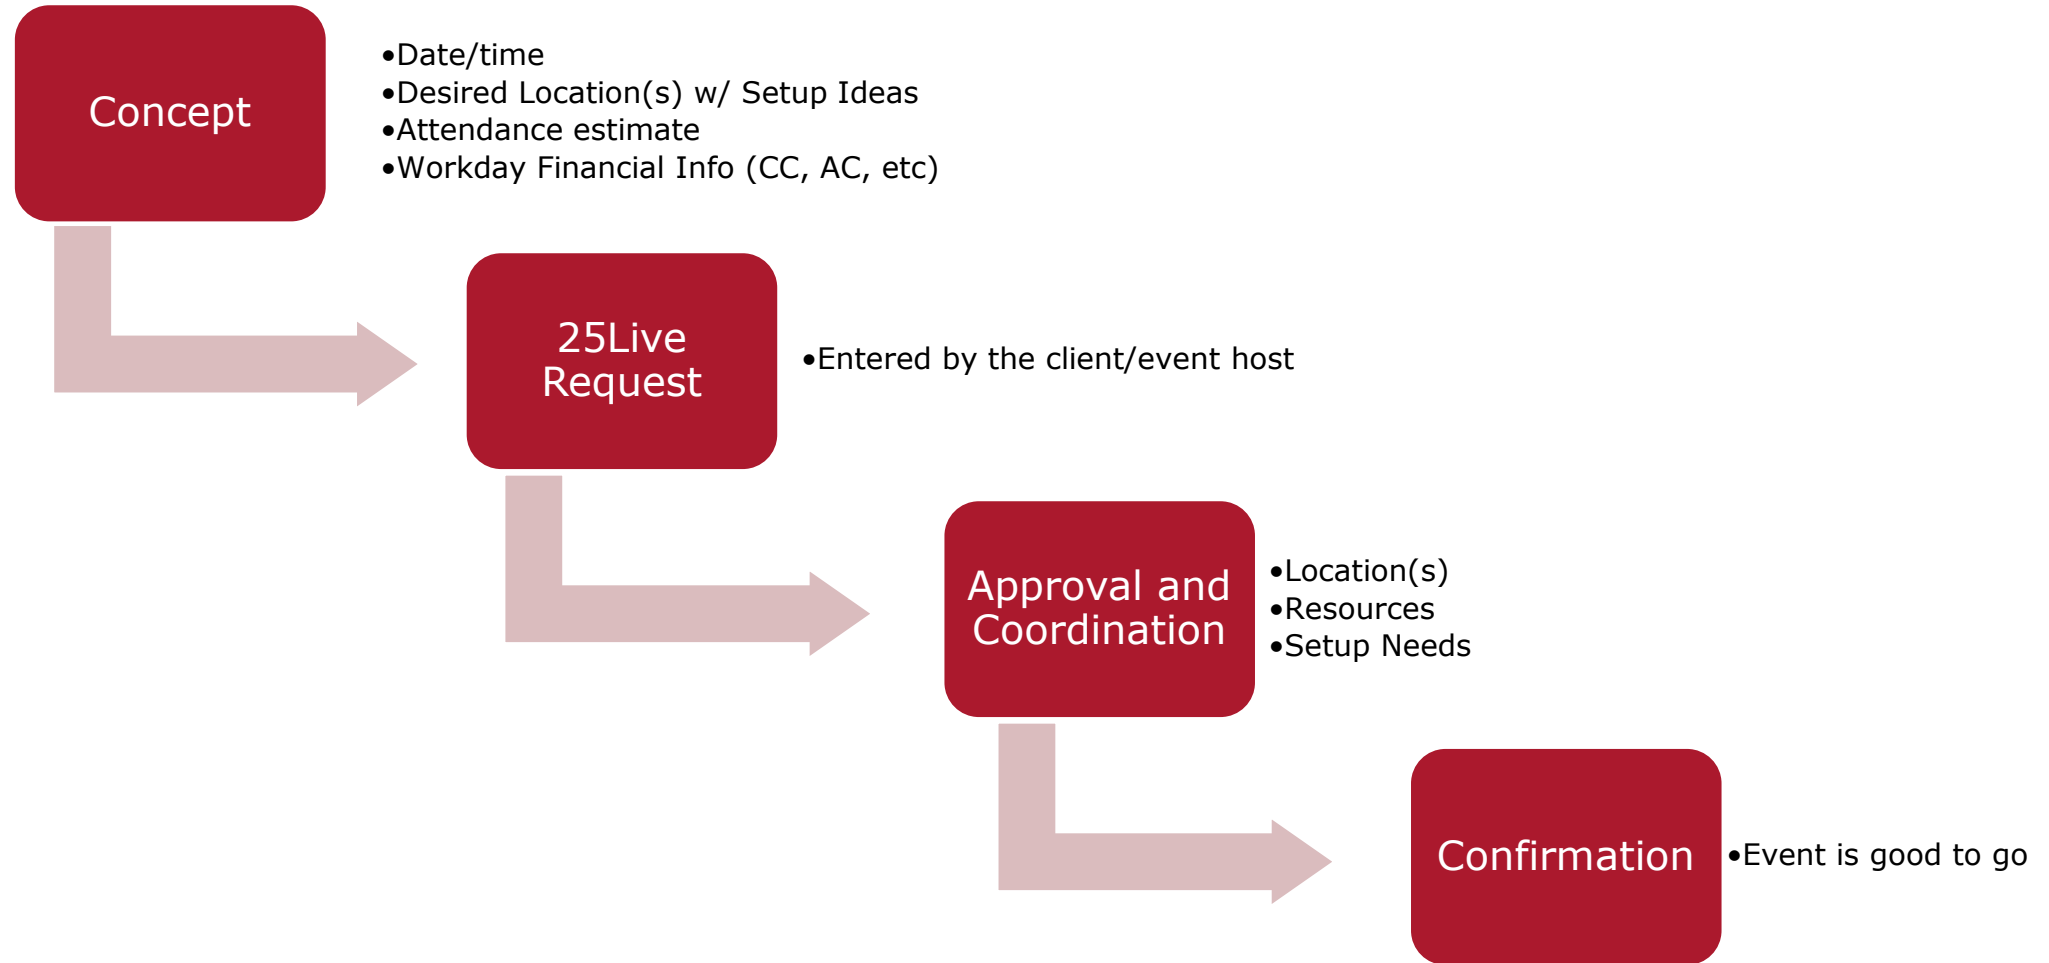 Concept
•Date/time
•Desired Location(s) w/ Setup Ideas
•Attendance estimate
•Workday Financial Info (CC, AC, etc)
25Live
Request
•Entered by the client/event host
Approval and
Coordination
•Location(s)
•Resources
•Setup Needs
Confirmation
•Event is good to go